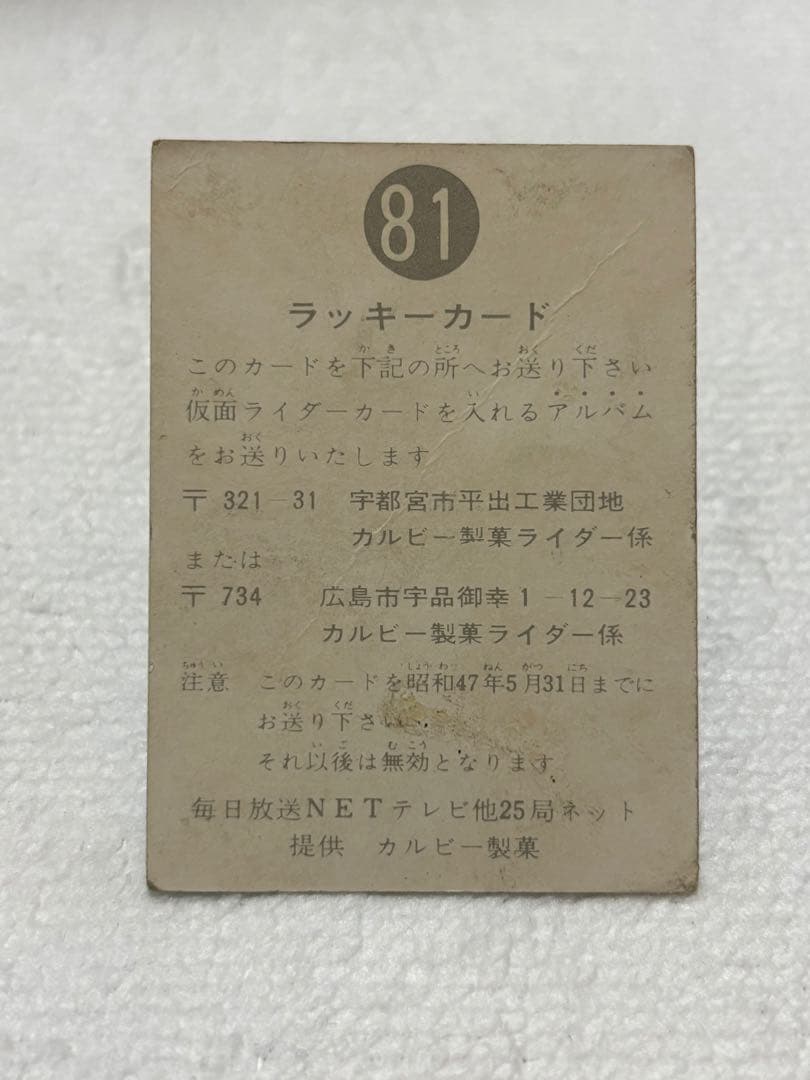 81
ラッキーカード
このカードを下記の所へお送り下さい
仮面ライダーカードを入れるアルバム
をお送りいたします
〒 321-31 宇都宮市平出工業団地
カルビー製菓ライダー係
または
〒 734 広島市宇品御幸1-12-23
カルビー製菓ライダー係
注意 このカードを昭和47年5月31日までに
お送り下さい
それ以後は無効となります
毎日放送NETテレビ他25局ネット
提供 カルビー製菓